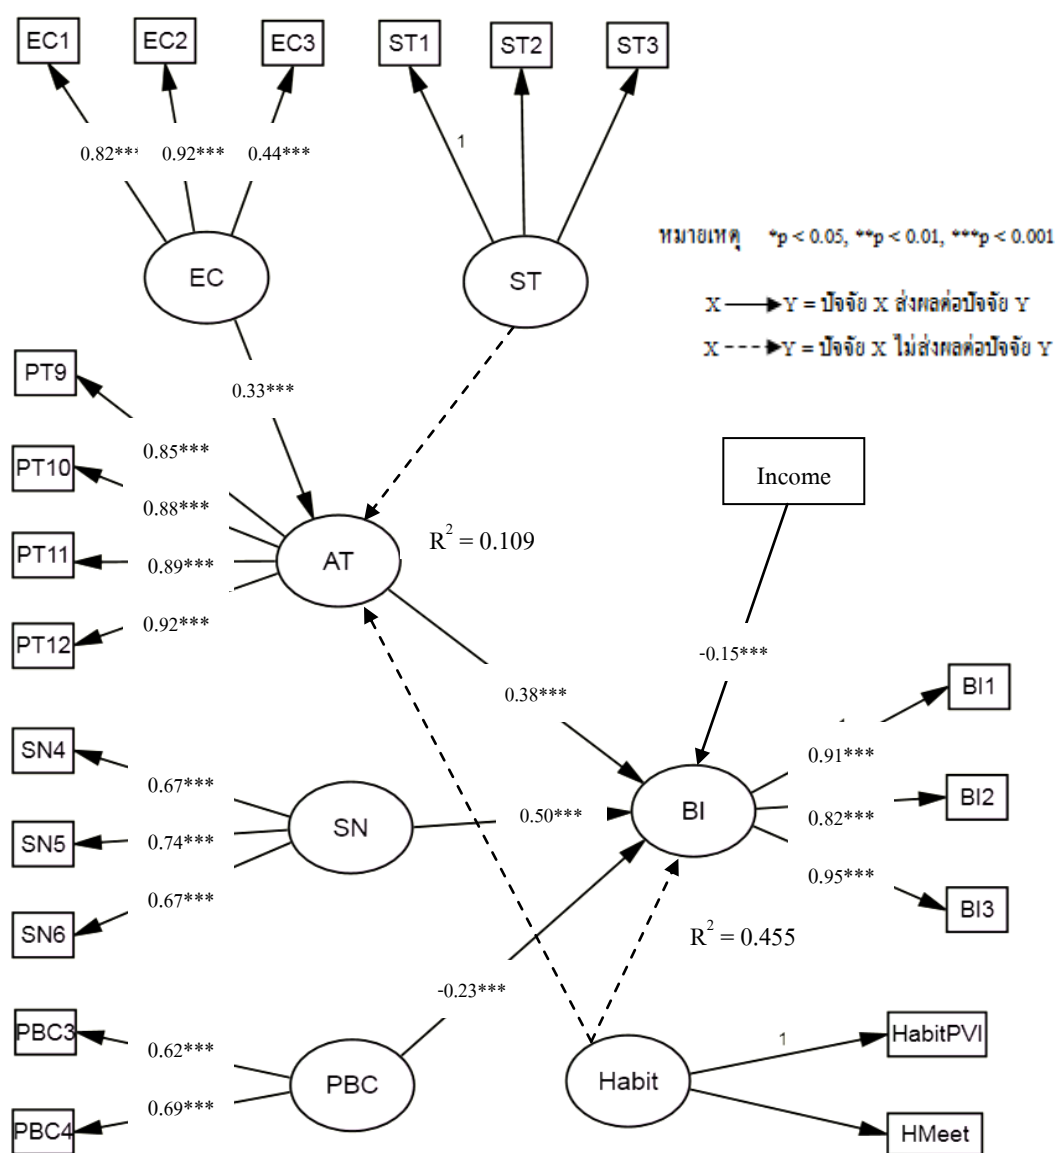 EC1 EC2 EC3 ST1 ST2 ST3
0.82*** 0.92*** 0.44*** 1
EC ST
หมายเหตุ *p < 0.05, **p < 0.01, ***p < 0.001
X Y = ปัจจัย X ส่งผลต่อปัจจัย Y
X Y = ปัจจัย X ไม่ส่งผลต่อปัจจัย Y
PT9
0.33***
0.85***
PT10
Income
0.88***
R² = 0.109
PT11
0.89***
AT
PT12
0.92***
-0.15***
0.38***
BI1
SN4
0.91***
0.67***
SN5
0.74***
SN
0.50***
BI
0.82***
BI2
0.67***
0.95***
SN6
BI3
R² = 0.455
-0.23***
PBC3
0.62***
PBC
Habit
1
HabitPVI
PBC4
0.69***
HMeet